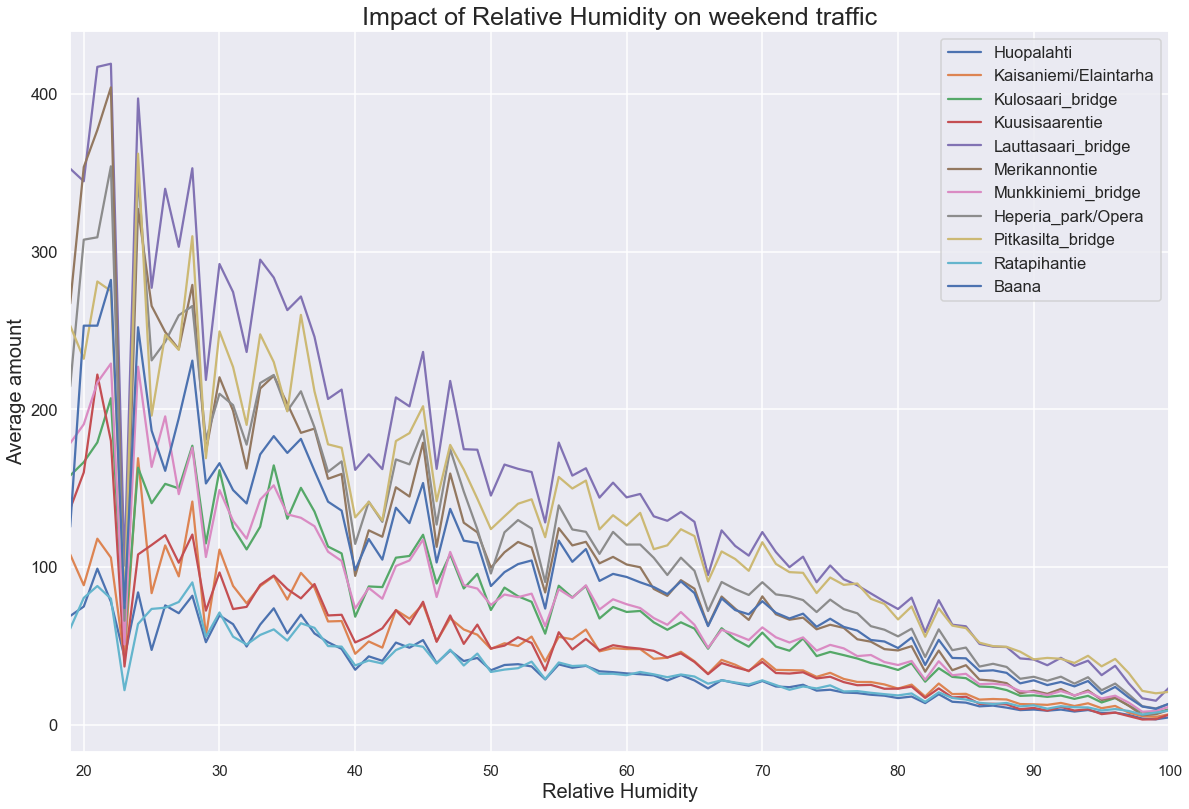 Impact of Relative Humidity on weekend traffic
Huopalahti
Kaisaniemi/Elaintarha
Kulosaari_bridge
Kuusisaarentie
Lauttasaari_bridge
Merikannontie
Munkkiniemi_bridge
Heperia_park/Opera
Pitkasilta_bridge
Ratapihantie
Baana
Average amount
400
300
200
100
0
20 30 40 50 60 70 80 90 100
Relative Humidity